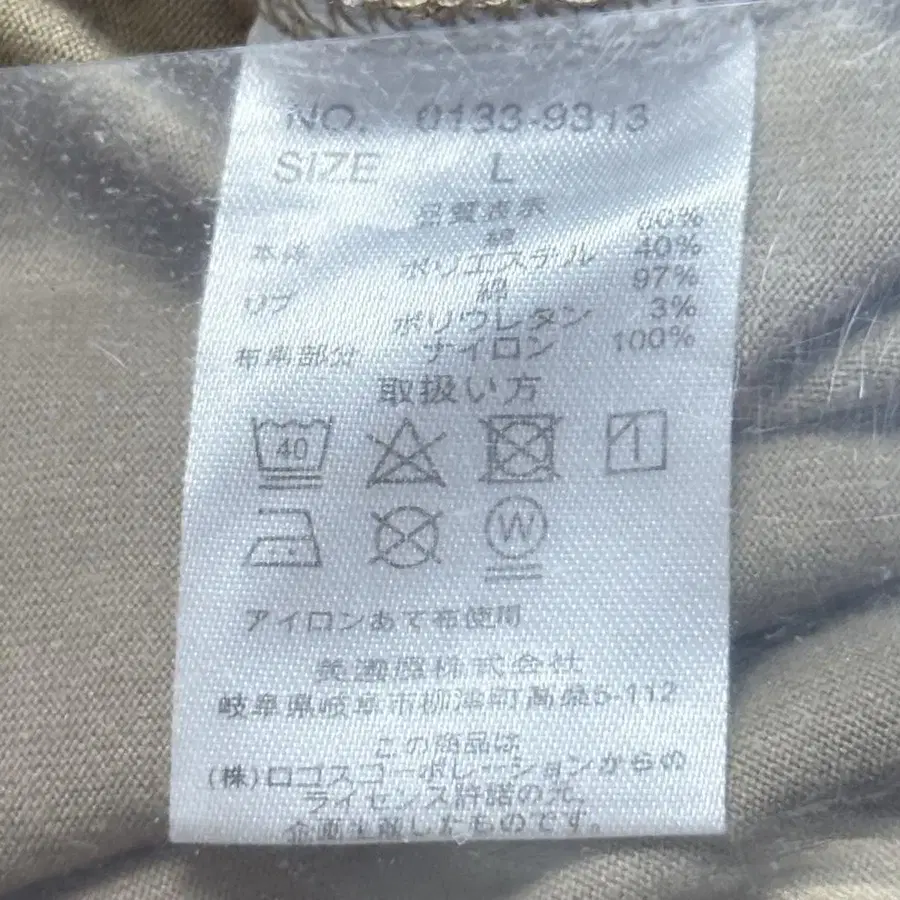 NO. 0133-9313
SIZE L
品質表示
本体 綿 60%
ポリエステル 40%
リブ 綿 97%
ポリウレタン 3%
布帛部分 ナイロン 100%
取扱い方
40
W
アイロンあて布使用
美濃屋株式会社
岐阜県岐阜市柳津町高桑5-112
この商品は
(株)ロゴスコーポレーションからの
ライセンス許諾の元、
企画生産したものです。